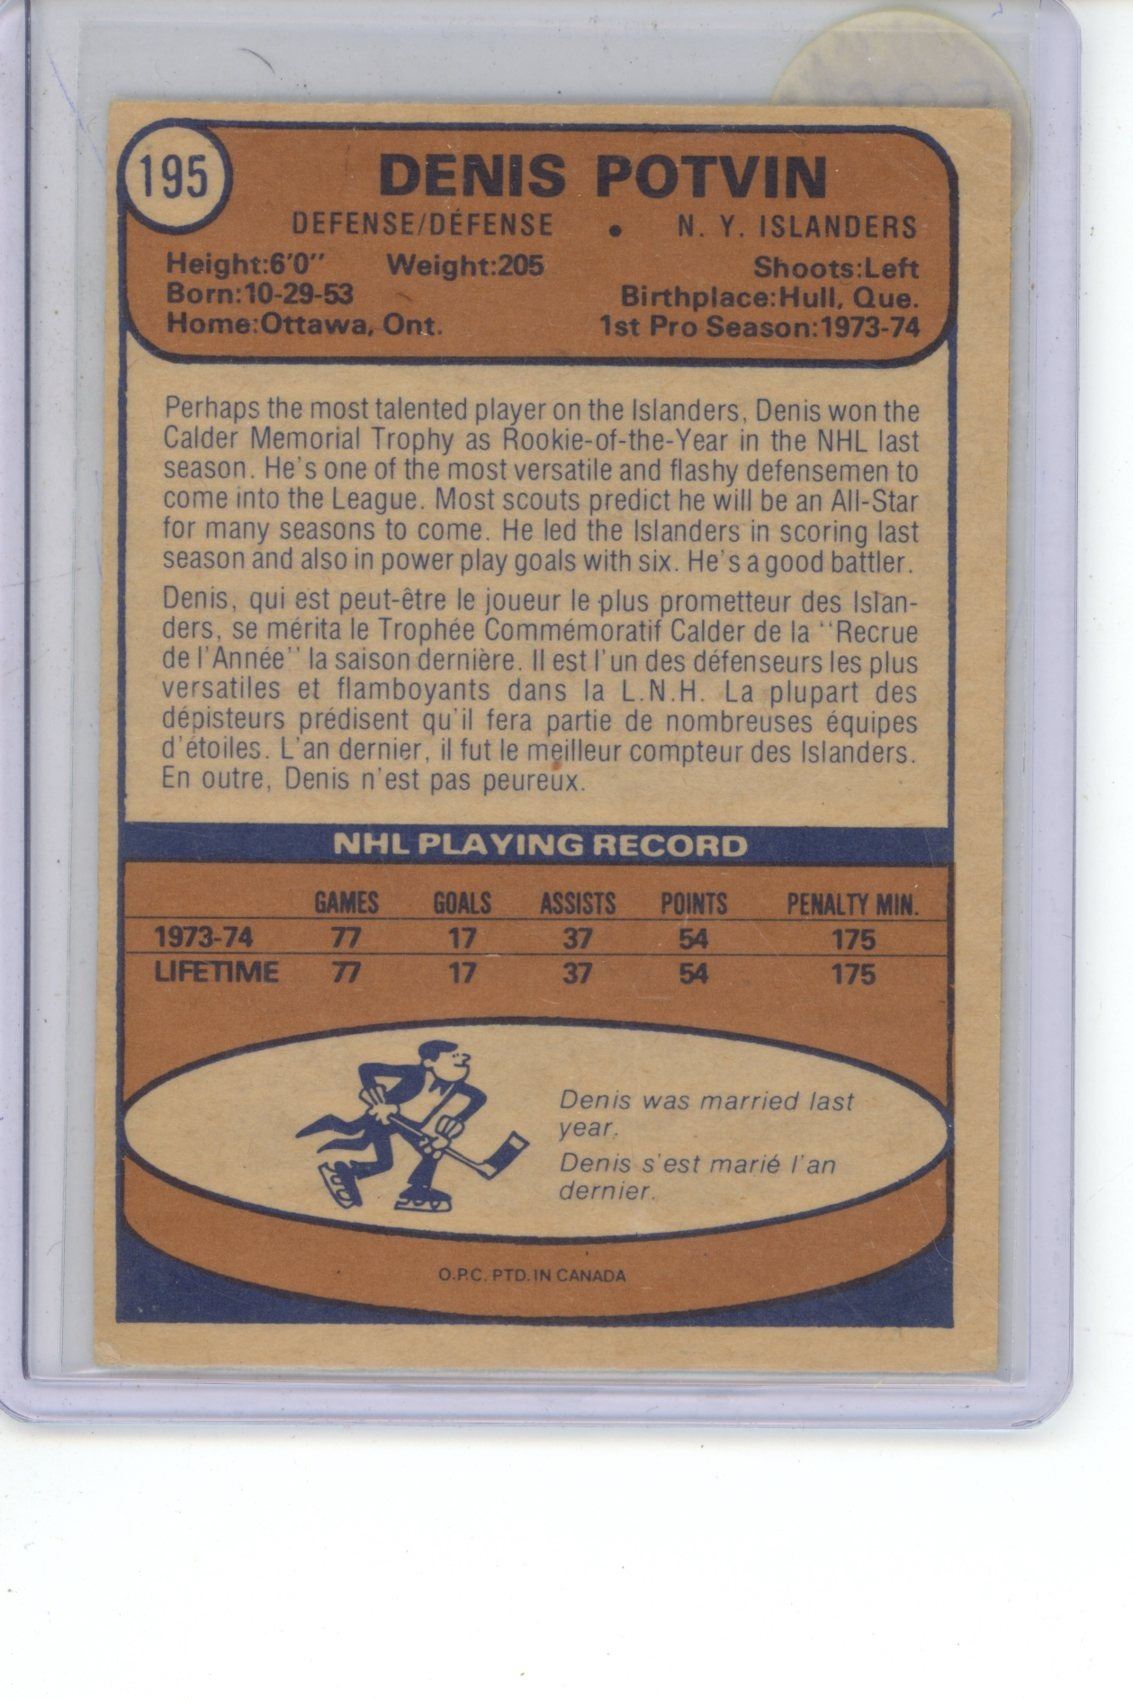 195
DENIS POTVIN
DEFENSE/DÉFENSE • N. Y. ISLANDERS
Height:6'0" Weight:205 Shoots:Left
Born:10-29-53 Birthplace:Hull, Que.
Home:Ottawa, Ont. 1st Pro Season:1973-74
Perhaps the most talented player on the Islanders, Denis won the
Calder Memorial Trophy as Rookie-of-the-Year in the NHL last
season. He's one of the most versatile and flashy defensemen to
come into the League. Most scouts predict he will be an All-Star
for many seasons to come. He led the Islanders in scoring last
season and also in power play goals with six. He's a good battler.
Denis, qui est peut-être le joueur le plus prometteur des Islan-
ders, se mérita le Trophée Commémoratif Calder de la "Recrue
de l'Année" la saison dernière. Il est l'un des défenseurs les plus
versatiles et flamboyants dans la L.N.H. La plupart des
dépisteurs prédisent qu'il fera partie de nombreuses équipes
d'étoiles. L'an dernier, il fut le meilleur compteur des Islanders.
En outre, Denis n'est pas peureux.
NHL PLAYING RECORD
GAMES GOALS ASSISTS POINTS PENALTY MIN.
1973-74 77 17 37 54 175
LIFETIME 77 17 37 54 175
Denis was married last
year.
Denis s'est marié l'an
dernier.
O.P.C. PTD. IN CANADA